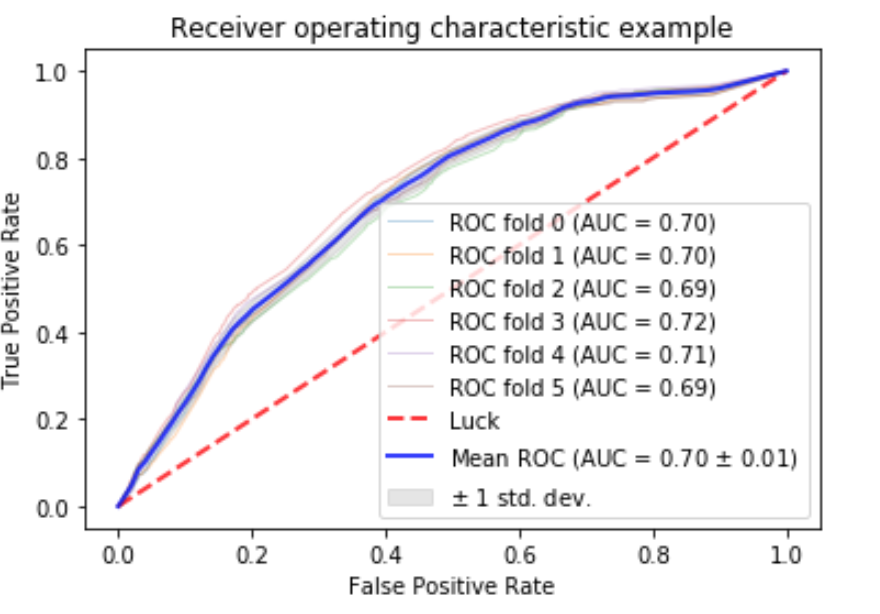 Receiver operating characteristic example
True Positive Rate
1.0
0.8
0.6
0.4
0.2
0.0
ROC fold 0 (AUC = 0.70)
ROC fold 1 (AUC = 0.70)
ROC fold 2 (AUC = 0.69)
ROC fold 3 (AUC = 0.72)
ROC fold 4 (AUC = 0.71)
ROC fold 5 (AUC = 0.69)
Luck
Mean ROC (AUC = 0.70 ± 0.01)
± 1 std. dev.
0.0 0.2 0.4 0.6 0.8 1.0
False Positive Rate